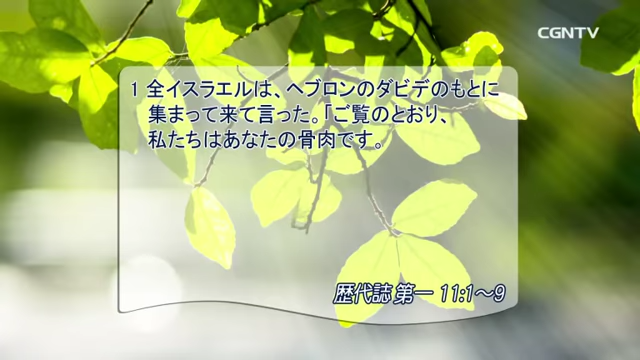 CGNTV
1 全イスラエルは、ヘブロンのダビデのもとに
集まって来て言った。「ご覧のとおり、
私たちはあなたの骨肉です。
歴代誌 第一 11:1～9